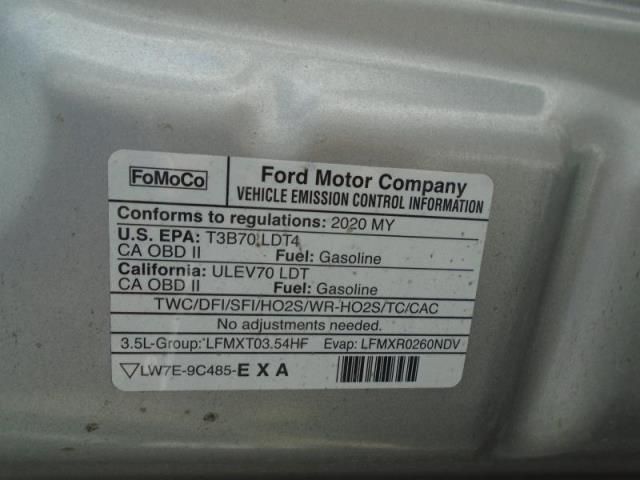 FoMoCo
Ford Motor Company
VEHICLE EMISSION CONTROL INFORMATION
Conforms to regulations: 2020 MY
U.S. EPA: T3B70 LDT4
CA OBD II Fuel: Gasoline
California: ULEV70 LDT
CA OBD II Fuel: Gasoline
TWC/DFI/SFI/HO2S/WR-HO2S/TC/CAC
No adjustments needed.
3.5L-Group: LFMXT03.54HF Evap: LFMXR0260NDV
LW7E-9C485-EXA